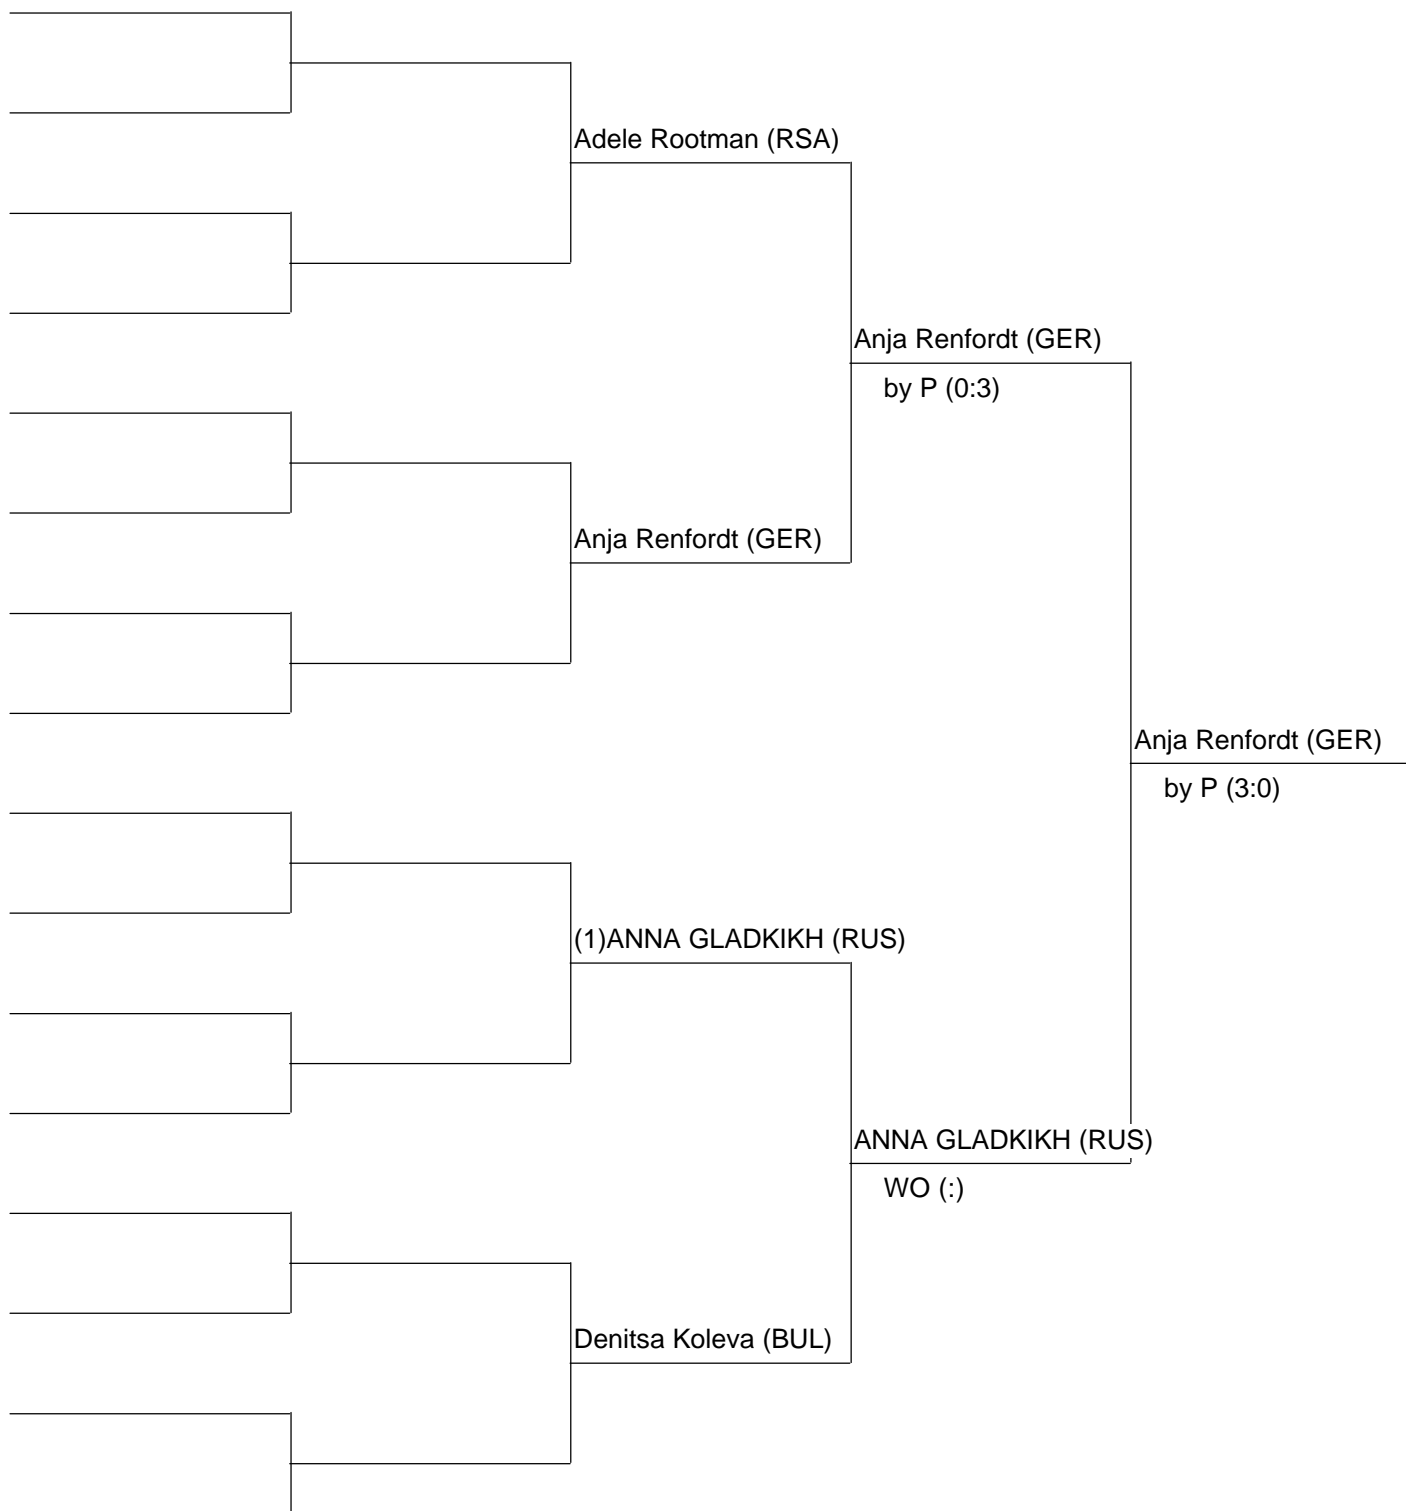 Adele Rootman (RSA)
Anja Renfordt (GER)
by P (0:3)
Anja Renfordt (GER)
Anja Renfordt (GER)
by P (3:0)
(1)ANNA GLADKIKH (RUS)
ANNA GLADKIKH (RUS)
WO (:)
Denitsa Koleva (BUL)